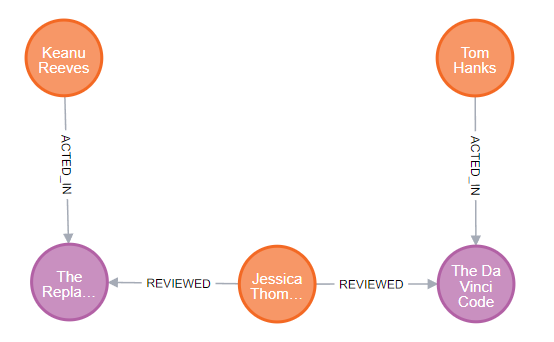 Keanu
Reeves
Tom
Hanks
ACTED_IN
ACTED_IN
The
Repla...
REVIEWED
Jessica
Thom...
REVIEWED
The Da
Vinci
Code